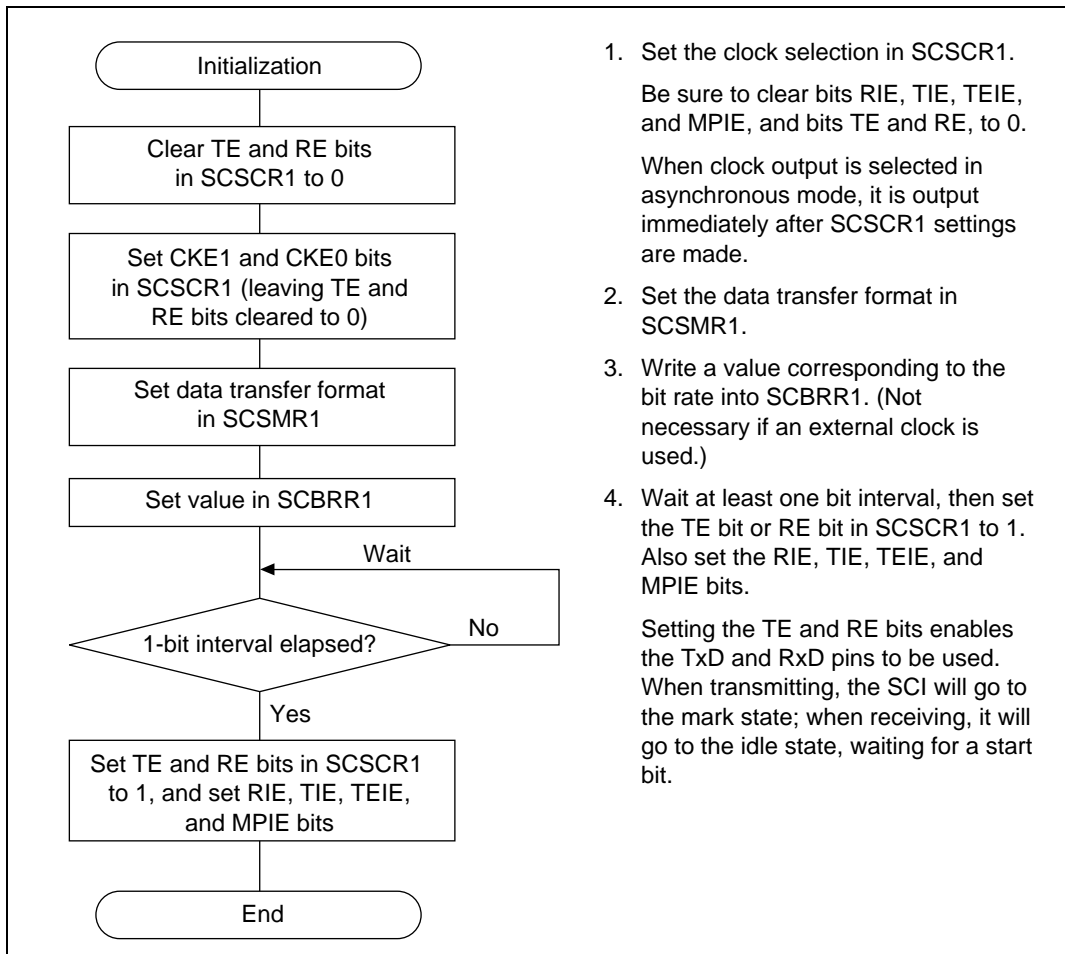 Initialization
Clear TE and RE bits
in SCSCR1 to 0
Set CKE1 and CKE0 bits
in SCSCR1 (leaving TE and
RE bits cleared to 0)
Set data transfer format
in SCSMR1
Set value in SCBRR1
Wait
1-bit interval elapsed?
No
Yes
Set TE and RE bits in SCSCR1
to 1, and set RIE, TIE, TEIE,
and MPIE bits
End
1. Set the clock selection in SCSCR1.
Be sure to clear bits RIE, TIE, TEIE,
and MPIE, and bits TE and RE, to 0.
When clock output is selected in
asynchronous mode, it is output
immediately after SCSCR1 settings
are made.
2. Set the data transfer format in
SCSMR1.
3. Write a value corresponding to the
bit rate into SCBRR1. (Not
necessary if an external clock is
used.)
4. Wait at least one bit interval, then set
the TE bit or RE bit in SCSCR1 to 1.
Also set the RIE, TIE, TEIE, and
MPIE bits.
Setting the TE and RE bits enables
the TxD and RxD pins to be used.
When transmitting, the SCI will go to
the mark state; when receiving, it will
go to the idle state, waiting for a start
bit.